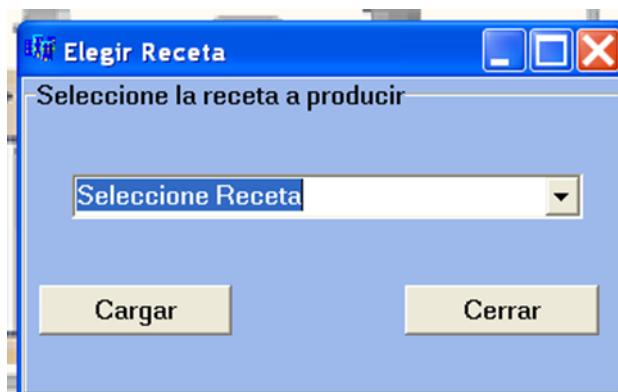 Elegir Receta
Seleccione la receta a producir
Seleccione Receta
Cargar
Cerrar